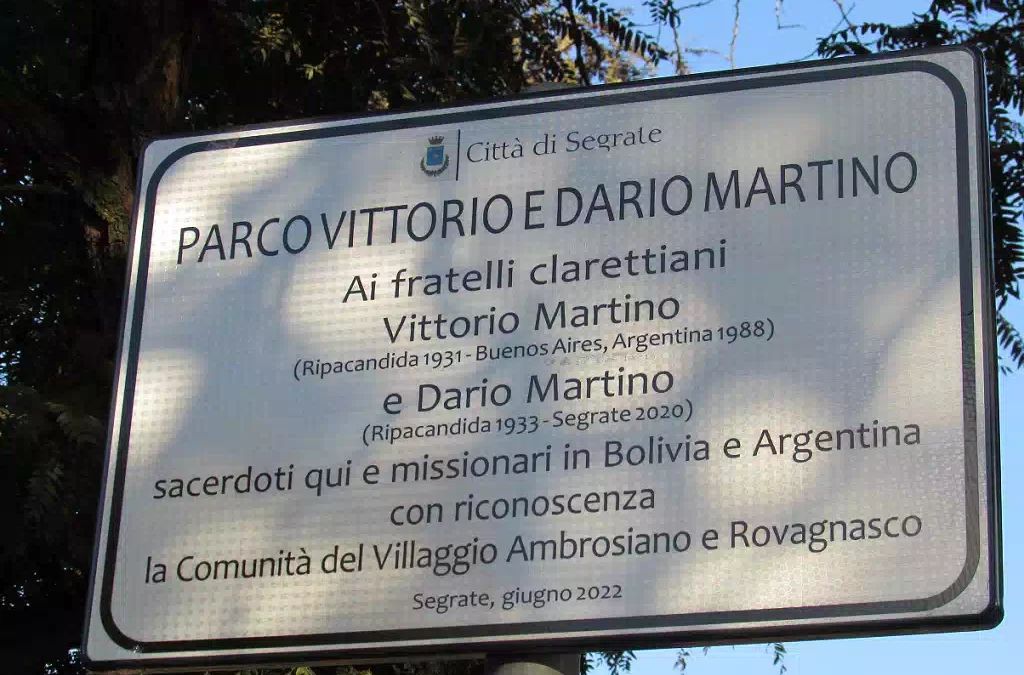 Città di Segrate
PARCO VITTORIO E DARIO MARTINO
Ai fratelli clarettiani
Vittorio Martino
(Ripacandida 1931 - Buenos Aires, Argentina 1988)
e Dario Martino
(Ripacandida 1933 - Segrate 2020)
sacerdoti qui e missionari in Bolivia e Argentina
con riconoscenza
la Comunità del Villaggio Ambrosiano e Rovagnasco
Segrate, giugno 2022